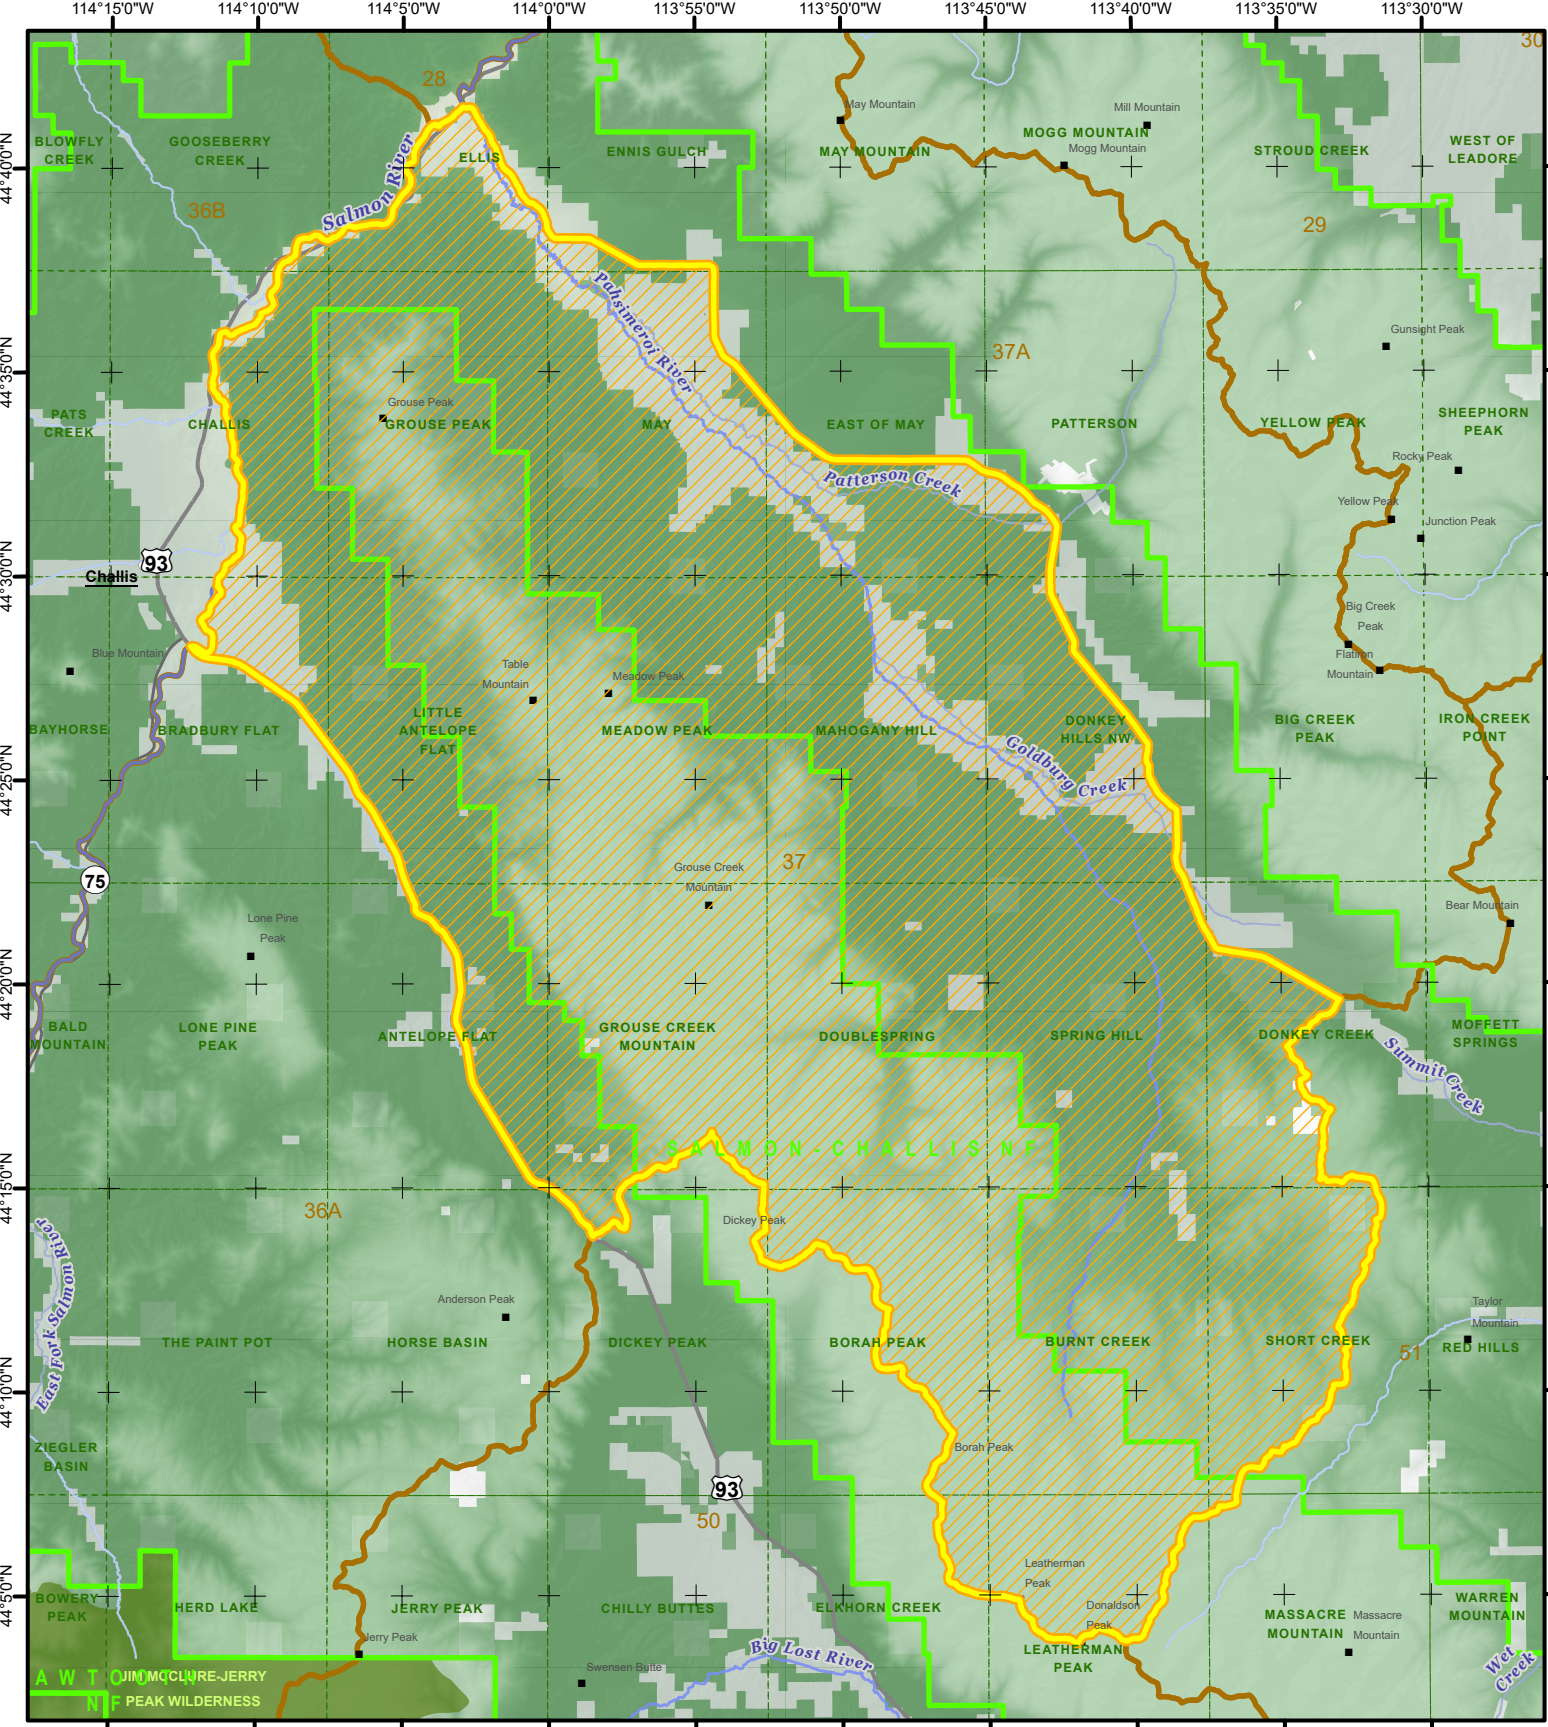 114°15'0"W
114°10'0"W
114°5'0"W
114°0'0"W
113°55'0"W
113°50'0"W
113°45'0"W
113°40'0"W
113°35'0"W
113°30'0"W
30
28
May Mountain
Mill Mountain
BLOWFLY
CREEK
GOOSEBERRY
CREEK
ELLIS
ENNIS GULCH
MAY MOUNTAIN
MOGG MOUNTAIN
Mogg Mountain
STROUD CREEK
WEST OF
LEADORE
44°40'0"N
Salmon River
36B
29
Pahsimeroi River
Gunsight Peak
37A
44°35'0"N
Grouse Peak
PATS
CREEK
CHALLIS
GROUSE PEAK
MAY
EAST OF MAY
PATTERSON
YELLOW PEAK
SHEEPHORN
PEAK
Rocky Peak
Patterson Creek
Yellow Peak
Junction Peak
93
Challis
44°30'0"N
Big Creek
Peak
Blue Mountain
Table
Mountain
Meadow Peak
Flatiron
Mountain
BAYHORSE
BRADBURY FLAT
LITTLE
ANTELOPE
FLAT
MEADOW PEAK
MAHOGANY HILL
DONKEY
HILLS NW
BIG CREEK
PEAK
IRON CREEK
POINT
Goldburg Creek
44°25'0"N
75
37
Grouse Creek
Mountain
Bear Mountain
Lone Pine
Peak
44°20'0"N
BALD
MOUNTAIN
LONE PINE
PEAK
ANTELOPE FLAT
GROUSE CREEK
MOUNTAIN
DOUBLESPRING
SPRING HILL
DONKEY CREEK
MOFFETT
SPRINGS
Summit Creek
SALMON-CHALLIS NF
44°15'0"N
36A
Dickey Peak
East Fork Salmon River
Anderson Peak
Taylor
Mountain
THE PAINT POT
HORSE BASIN
DICKEY PEAK
BORAH PEAK
BURNT CREEK
SHORT CREEK
51
RED HILLS
44°10'0"N
ZIEGLER
BASIN
Borah Peak
93
50
Leatherman
Peak
44°5'0"N
BOWERY
PEAK
HERD LAKE
JERRY PEAK
CHILLY BUTTES
ELKHORN CREEK
Donaldson
Peak
MASSACRE
MOUNTAIN
Massacre
Mountain
WARREN
MOUNTAIN
Jerry Peak
LEATHERMAN
PEAK
Big Lost River
Swensen Butte
Wet
Creek
AWTOOTH
NF
JIM MCCLURE-JERRY
PEAK WILDERNESS